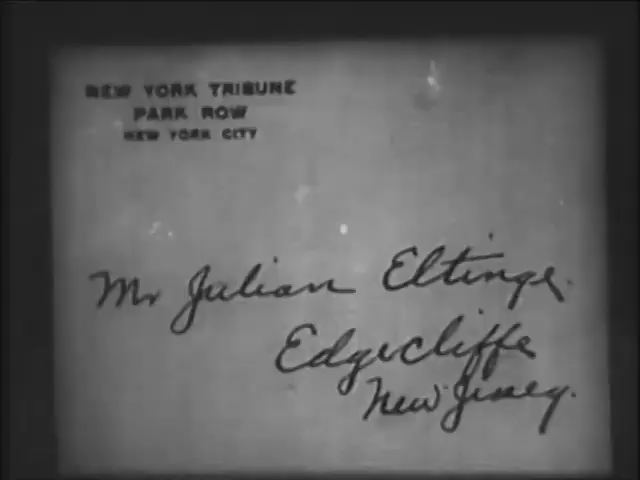 NEW YORK TRIBUNE
PARK ROW
NEW YORK CITY
Mr Julian Eltinge.
Edgecliffe
New Jersey.